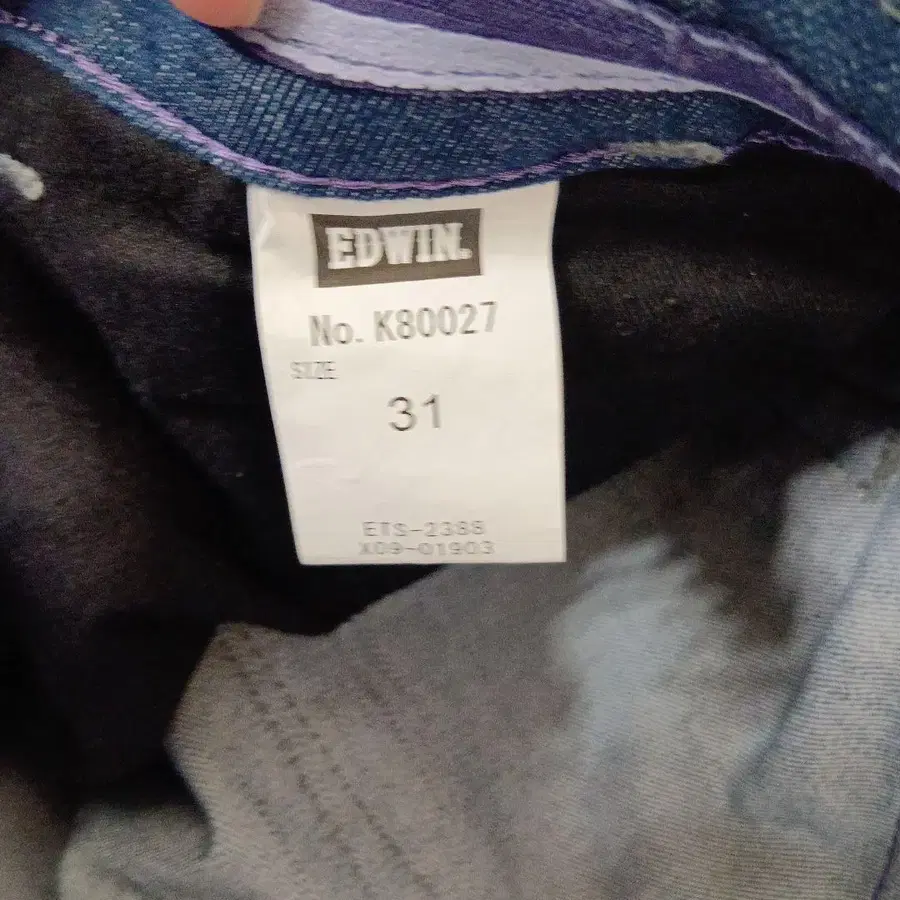 EDWIN.
No. K80027
SIZE
31
ETS-2388
X09-01903